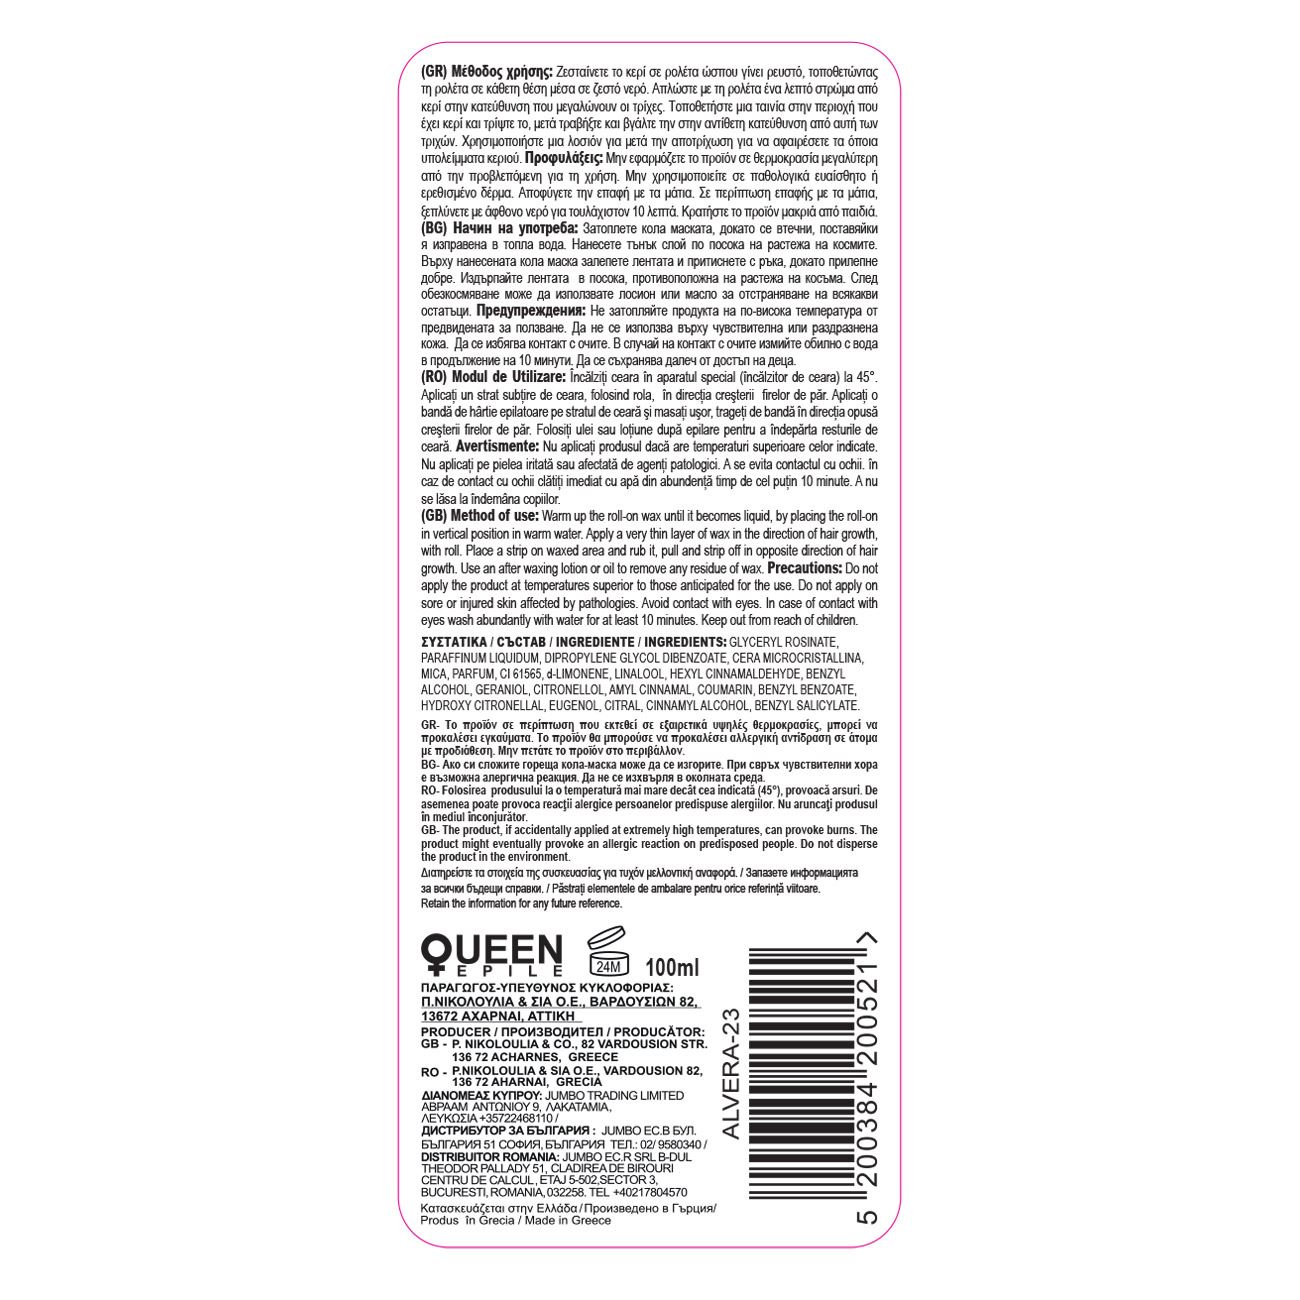 (GR) Μέθοδος χρήσης: Ζεσταίνετε το κερί σε ρολέτα ώσπου γίνει ρευστό, τοποθετώντας
τη ρολέτα σε κάθετη θέση μέσα σε ζεστό νερό. Απλώστε με τη ρολέτα ένα λεπτό στρώμα από
κερί στην κατεύθυνση που μεγαλώνουν οι τρίχες. Τοποθετήστε μια ταινία στην περιοχή που
έχει κερί και τρίψτε το, μετά τραβήξτε και βγάλτε την στην αντίθετη κατεύθυνση από αυτή των
τριχών. Χρησιμοποιήστε μια λοσιόν για μετά την αποτρίχωση για να αφαιρέσετε τα όποια
υπολείμματα κεριού. Προφυλάξεις: Μην εφαρμόζετε το προϊόν σε θερμοκρασία μεγαλύτερη
από την προβλεπόμενη για τη χρήση. Μην χρησιμοποιείτε σε παθολογικά ευαίσθητο ή
ερεθισμένο δέρμα. Αποφύγετε την επαφή με τα μάτια. Σε περίπτωση επαφής με τα μάτια,
ξεπλύνετε με άφθονο νερό για τουλάχιστον 10 λεπτά. Κρατήστε το προϊόν μακριά από παιδιά.
(BG) Начин на употреба: Затоплете кола маската, докато се втечни, поставяйки
я изправена в топла вода. Нанесете тънък слой по посока на растежа на космите.
Върху нанесената кола маска залепете лентата и притиснете с ръка, докато прилепне
добре. Издърпайте лентата в посока, противоположна на растежа на косъма. След
обезкосмяване може да използвате лосион или масло за отстраняване на всякакви
остатъци. Предупреждения: Не затопляйте продукта на по-висока температура от
предвидената за ползване. Да не се използва върху чувствителна или раздразнена
кожа. Да се избягва контакт с очите. В случай на контакт с очите измийте обилно с вода
в продължение на 10 минути. Да се съхранява далеч от достъп на деца.
(RO) Modul de Utilizare: Încălziți ceara în aparatul special (încălzitor de ceara) la 45°.
Aplicați un strat subțire de ceara, folosind rola, în direcția creşterii firelor de păr. Aplicați o
bandă de hârtie epilatoare pe stratul de ceară şi masați uşor, trageți de bandă în direcția opusă
creşterii firelor de păr. Folosiți ulei sau loțiune după epilare pentru a îndepărta resturile de
ceară. Avertismente: Nu aplicați produsul dacă are temperaturi superioare celor indicate.
Nu aplicați pe pielea iritată sau afectată de agenți patologici. A se evita contactul cu ochii. în
caz de contact cu ochii clătiți imediat cu apă din abundență timp de cel puțin 10 minute. A nu
se lăsa la îndemâna copiilor.
(GB) Method of use: Warm up the roll-on wax until it becomes liquid, by placing the roll-on
in vertical position in warm water. Apply a very thin layer of wax in the direction of hair growth,
with roll. Place a strip on waxed area and rub it, pull and strip off in opposite direction of hair
growth. Use an after waxing lotion or oil to remove any residue of wax. Precautions: Do not
apply the product at temperatures superior to those anticipated for the use. Do not apply on
sore or injured skin affected by pathologies. Avoid contact with eyes. In case of contact with
eyes wash abundantly with water for at least 10 minutes. Keep out from reach of children.
ΣΥΣΤΑΤΙΚΑ / СЪСТАВ / INGREDIENTE / INGREDIENTS: GLYCERYL ROSINATE,
PARAFFINUM LIQUIDUM, DIPROPYLENE GLYCOL DIBENZOATE, CERA MICROCRISTALLINA,
MICA, PARFUM, CI 61565, d-LIMONENE, LINALOOL, HEXYL CINNAMALDEHYDE, BENZYL
ALCOHOL, GERANIOL, CITRONELLOL, AMYL CINNAMAL, COUMARIN, BENZYL BENZOATE,
HYDROXY CITRONELLAL, EUGENOL, CITRAL, CINNAMYL ALCOHOL, BENZYL SALICYLATE.
GR- Το προϊόν σε περίπτωση που εκτεθεί σε εξαιρετικά υψηλές θερμοκρασίες, μπορεί να
προκαλέσει εγκαύματα. Το προϊόν θα μπορούσε να προκαλέσει αλλεργική αντίδραση σε άτομα
με προδιάθεση. Μην πετάτε το προϊόν στο περιβάλλον.
BG- Ако си сложите гореща кола-маска може да се изгорите. При свръх чувствителни хора
е възможна алергична реакция. Да не се изхвърля в околната среда.
RO- Folosirea produsului la o temperatură mai mare decât cea indicată (45°), provoacă arsuri. De
asemenea poate provoca reacții alergice persoanelor predispuse alergiilor. Nu aruncați produsul
în mediul înconjurător.
GB- The product, if accidentally applied at extremely high temperatures, can provoke burns. The
product might eventually provoke an allergic reaction on predisposed people. Do not disperse
the product in the environment.
Διατηρείστε τα στοιχεία της συσκευασίας για τυχόν μελλοντική αναφορά. / Запазете информацията
за всички бъдещи справки. / Păstrați elementele de ambalare pentru orice referință viitoare.
Retain the information for any future reference.
QUEEN
EPILE
24M
100ml
ΠΑΡΑΓΩΓΟΣ-ΥΠΕΥΘΥΝΟΣ ΚΥΚΛΟΦΟΡΙΑΣ:
Π.ΝΙΚΟΛΟΥΛΙΑ & ΣΙΑ Ο.Ε., ΒΑΡΔΟΥΣΙΩΝ 82,
13672 ΑΧΑΡΝΑΙ, ΑΤΤΙΚΗ
PRODUCER / ПРОИЗВОДИТЕЛ / PRODUCĂTOR:
GB - P. NIKOLOULIA & CO., 82 VARDOUSION STR.
136 72 ACHARNES, GREECE
RO - P.NIKOLOULIA & SIA O.E., VARDOUSION 82,
136 72 AHARNAI, GRECIA
ΔΙΑΝΟΜΕΑΣ ΚΥΠΡΟΥ: JUMBO TRADING LIMITED
ΑΒΡΑΑΜ ΑΝΤΩΝΙΟΥ 9, ΛΑΚΑΤΑΜΙΑ,
ΛΕΥΚΩΣΙΑ +35722468110 /
ДИСТРИБУТОР ЗА БЪЛГАРИЯ : JUMBO EC.B БУЛ.
БЪЛГАРИЯ 51 СОФИЯ, БЪЛГАРИЯ ТЕЛ.: 02/ 9580340 /
DISTRIBUITOR ROMANIA: JUMBO EC.R SRL B-DUL
THEODOR PALLADY 51, CLADIREA DE BIROURI
CENTRU DE CALCUL, ETAJ 5-502,SECTOR 3,
BUCURESTI, ROMANIA, 032258. TEL +40217804570
Κατασκευάζεται στην Ελλάδα / Произведено в Гърция/
Produs în Grecia / Made in Greece
ALVERA-23
5 200384 200521 >